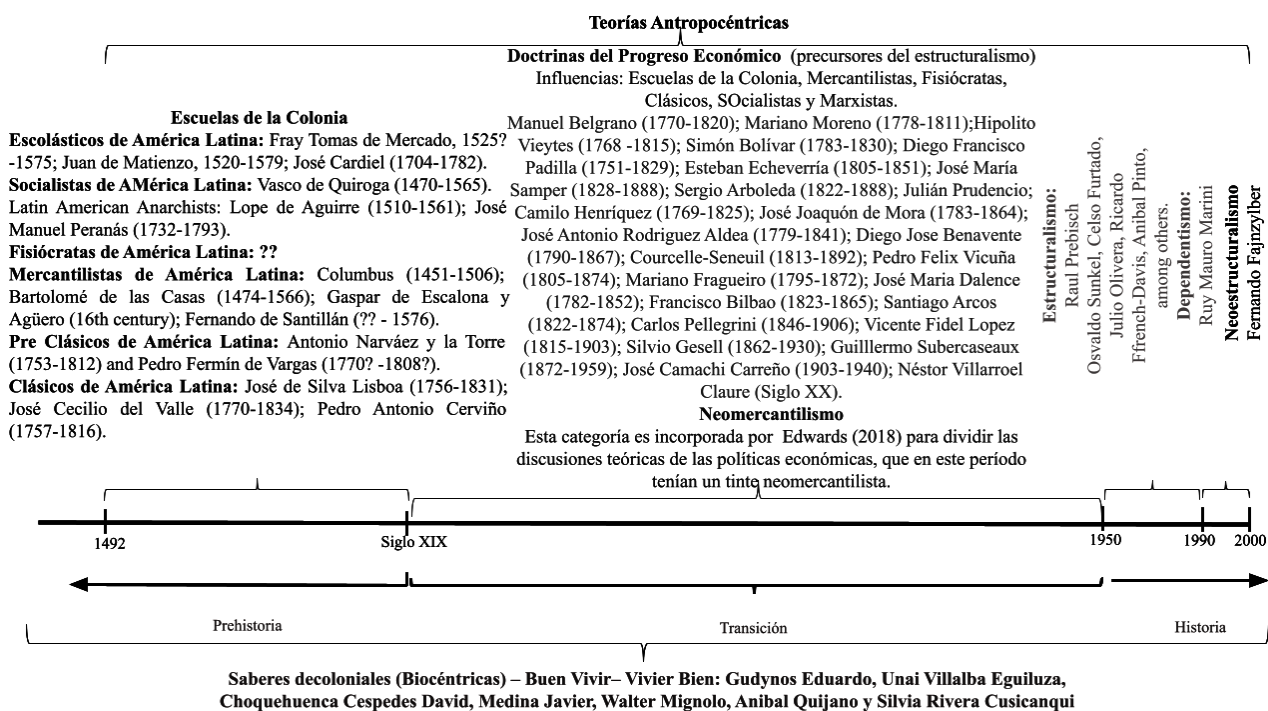 Teorías Antropocéntricas
Escuelas de la Colonia
Escolásticos de América Latina: Fray Tomas de Mercado, 1525?
-1575; Juan de Matienzo, 1520-1579; José Cardiel (1704-1782).
Socialistas de AMérica Latina: Vasco de Quiroga (1470-1565).
Latin American Anarchists: Lope de Aguirre (1510-1561); José
Manuel Peranás (1732-1793).
Fisiócratas de América Latina: ??
Mercantilistas de América Latina: Columbus (1451-1506);
Bartolomé de las Casas (1474-1566); Gaspar de Escalona y
Agüero (16th century); Fernando de Santillán (?? - 1576).
Pre Clásicos de América Latina: Antonio Narváez y la Torre
(1753-1812) and Pedro Fermín de Vargas (1770? -1808?).
Clásicos de América Latina: José de Silva Lisboa (1756-1831);
José Cecilio del Valle (1770-1834); Pedro Antonio Cerviño
(1757-1816).
Doctrinas del Progreso Económico (precursores del estructuralismo)
Influencias: Escuelas de la Colonia, Mercantilistas, Fisiócratas,
Clásicos, SOcialistas y Marxistas.
Manuel Belgrano (1770-1820); Mariano Moreno (1778-1811);Hipolito
Vieytes (1768 -1815); Simón Bolívar (1783-1830); Diego Francisco
Padilla (1751-1829); Esteban Echeverría (1805-1851); José María
Samper (1828-1888); Sergio Arboleda (1822-1888); Julián Prudencio;
Camilo Henríquez (1769-1825); José Joaquón de Mora (1783-1864);
José Antonio Rodriguez Aldea (1779-1841); Diego Jose Benavente
(1790-1867); Courcelle-Seneuil (1813-1892); Pedro Felix Vicuña
(1805-1874); Mariano Fragueiro (1795-1872); José Maria Dalence
(1782-1852); Francisco Bilbao (1823-1865); Santiago Arcos
(1822-1874); Carlos Pellegrini (1846-1906); Vicente Fidel Lopez
(1815-1903); Silvio Gesell (1862-1930); Guilllermo Subercaseaux
(1872-1959); José Camachi Carreño (1903-1940); Néstor Villarroel
Claure (Siglo XX).
Neomercantilismo
Esta categoría es incorporada por Edwards (2018) para dividir las
discusiones teóricas de las políticas económicas, que en este período
tenían un tinte neomercantilista.
Estructuralismo:
Raul Prebisch
Osvaldo Sunkel, Celso Furtado,
Julio Olivera, Ricardo
Ffrench-Davis, Anibal Pinto,
among others.
Dependentismo:
Ruy Mauro Marini
Neoestructuralismo
Fernando Fajnzylber
1492
Siglo XIX
1950
1990
2000
Prehistoria
Transición
Historia
Saberes decoloniales (Biocéntricas) – Buen Vivir– Vivier Bien: Gudynos Eduardo, Unai Villalba Eguiluza,
Choquehuenca Cespedes David, Medina Javier, Walter Mignolo, Anibal Quijano y Silvia Rivera Cusicanqui